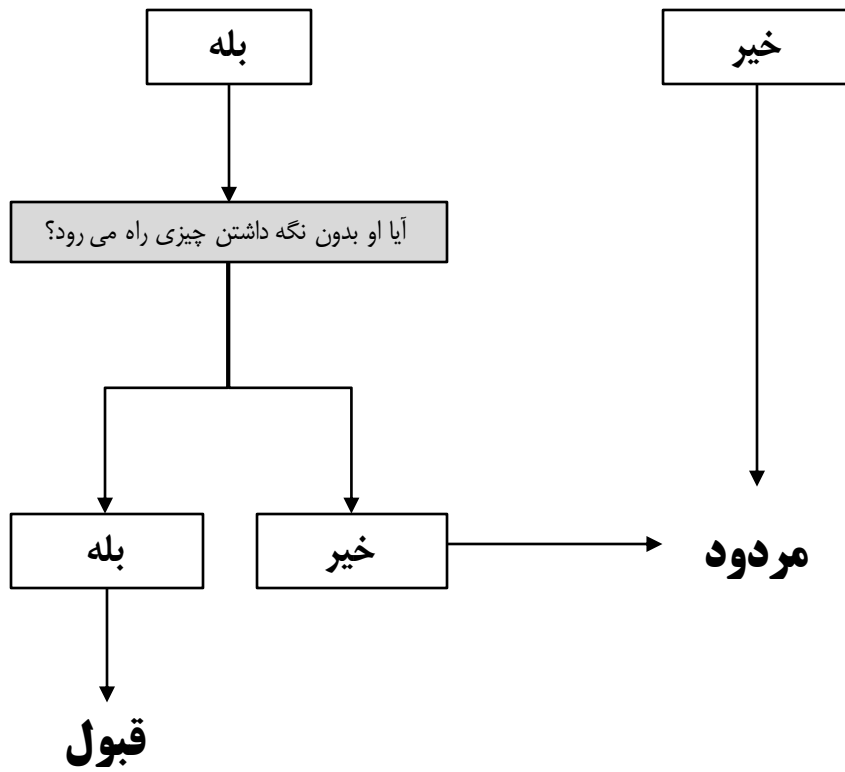 خیر
بله
آیا او بدون نگه داشتن چیزی راه می رود؟
خیر
بله
مردود
قبول